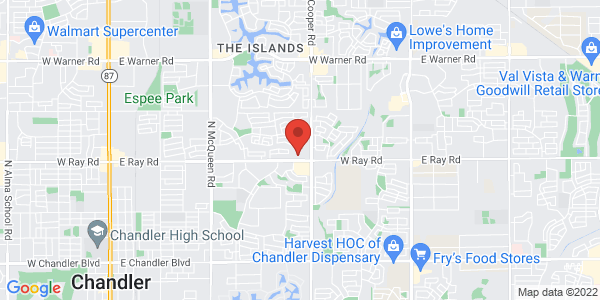 Walmart Supercenter
Cooper Rd
Lowe's Home
Improvement
THE ISLANDS
W Warner Rd
E Warner Rd
W Warner Rd
E Warner Rd
87
Val Vista & Warn
Goodwill Retail Store
Espee Park
N McQueen Rd
N Alma School Rd
W Ray Rd
E Ray Rd
W Ray Rd
E Ray Rd
Chandler High School
Harvest HOC of
Chandler Dispensary
Fry's Food Stores
W Chandler Blvd
E Chandler Blvd
Google
Chandler
Map data ©2022